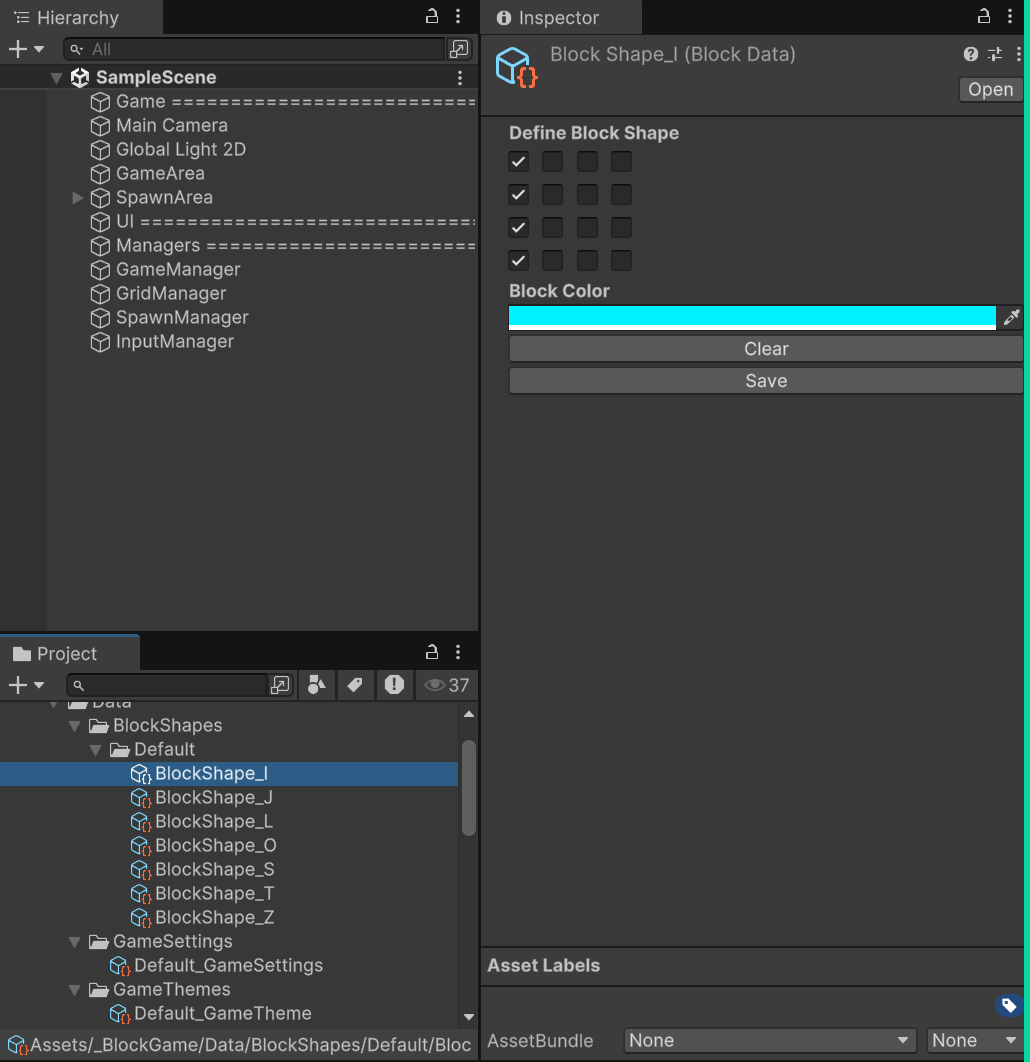 Hierarchy
All
SampleScene
Game =========================
Main Camera
Global Light 2D
GameArea
SpawnArea
UI ============================
Managers ======================
GameManager
GridManager
SpawnManager
InputManager
Project
37
Data
BlockShapes
Default
BlockShape_I
BlockShape_J
BlockShape_L
BlockShape_O
BlockShape_S
BlockShape_T
BlockShape_Z
GameSettings
Default_GameSettings
GameThemes
Default_GameTheme
Assets/_BlockGame/Data/BlockShapes/Default/Bloc
Inspector
Block Shape_I (Block Data)
Open
Define Block Shape
Block Color
Clear
Save
Asset Labels
AssetBundle None None